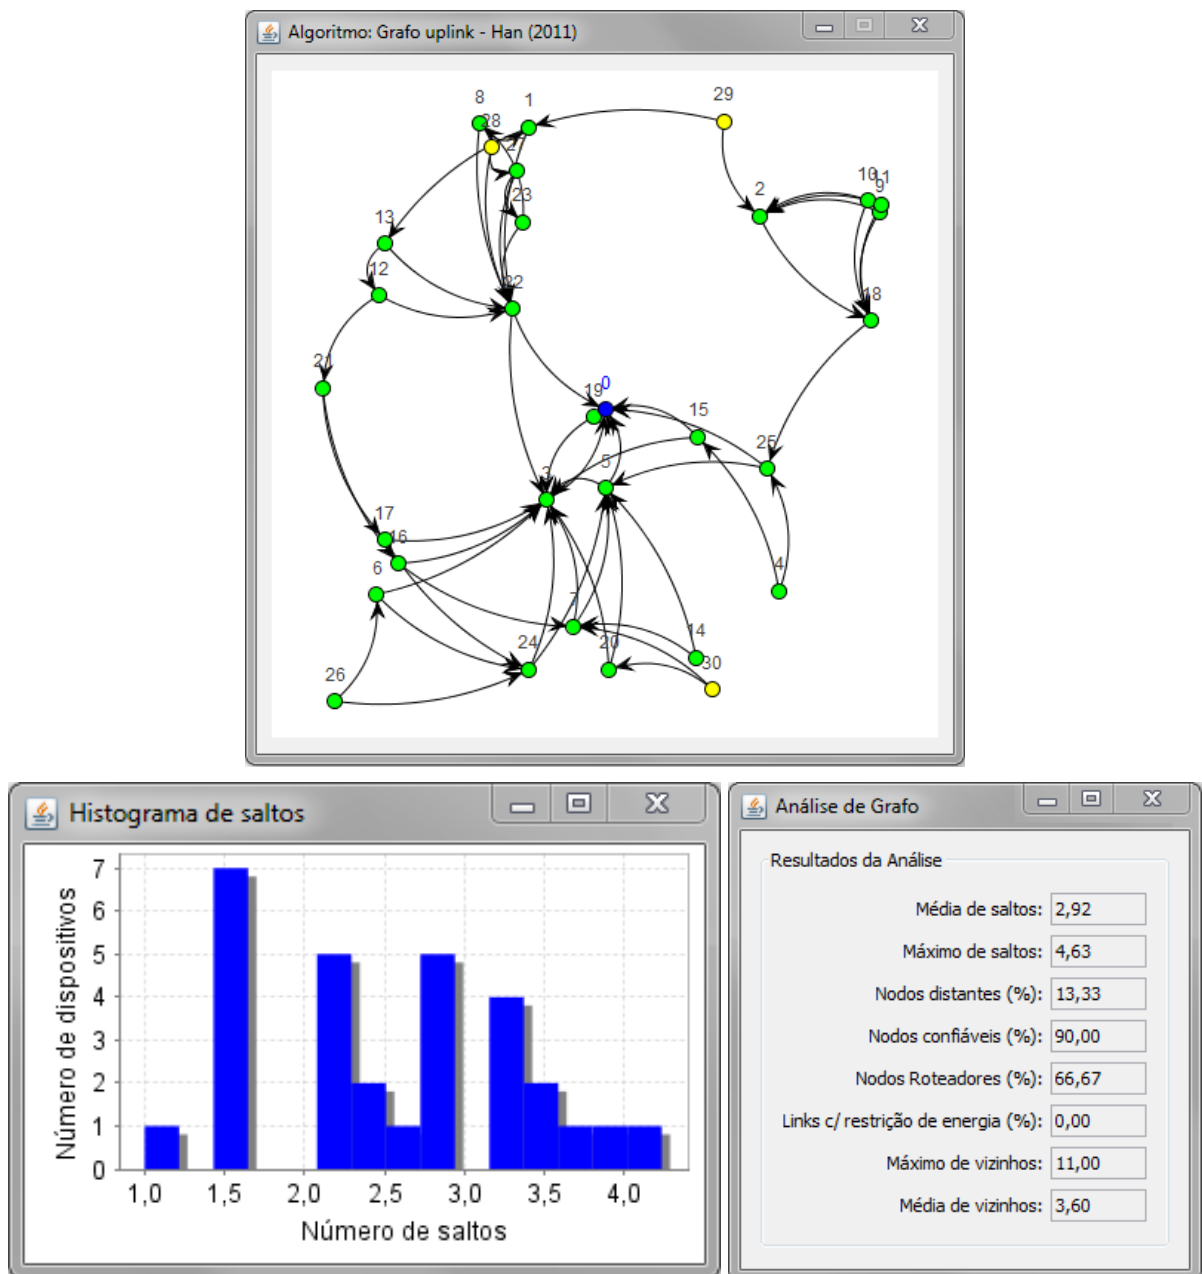 Algoritmo: Grafo uplink - Han (2011)
8
1
29
28
27
23
2
10
11
9
13
12
22
18
21
0
19
15
25
3
5
17
16
6
4
7
14
24
20
30
26
Histograma de saltos
Número de dispositivos
7
6
5
4
3
2
1
0
1,0 1,5 2,0 2,5 3,0 3,5 4,0
Número de saltos
Análise de Grafo
Resultados da Análise
Média de saltos: 2,92
Máximo de saltos: 4,63
Nodos distantes (%): 13,33
Nodos confiáveis (%): 90,00
Nodos Roteadores (%): 66,67
Links c/ restrição de energia (%): 0,00
Máximo de vizinhos: 11,00
Média de vizinhos: 3,60